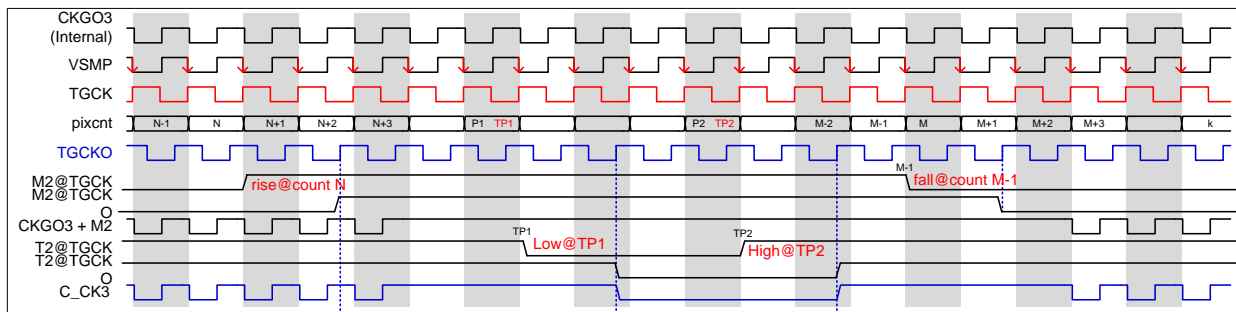 CKGO3
(Internal)
VSMP
TGCK
pixcnt N-1 N N+1 N+2 N+3 P1 TP1 P2 TP2 M-2 M-1 M M+1 M+2 M+3 k
TGCKO
M2@TGCK rise@count N M-1 fall@count M-1
M2@TGCK
O
CKGO3 + M2
T2@TGCK TP1 Low@TP1 TP2 High@TP2
T2@TGCK
O
C_CK3